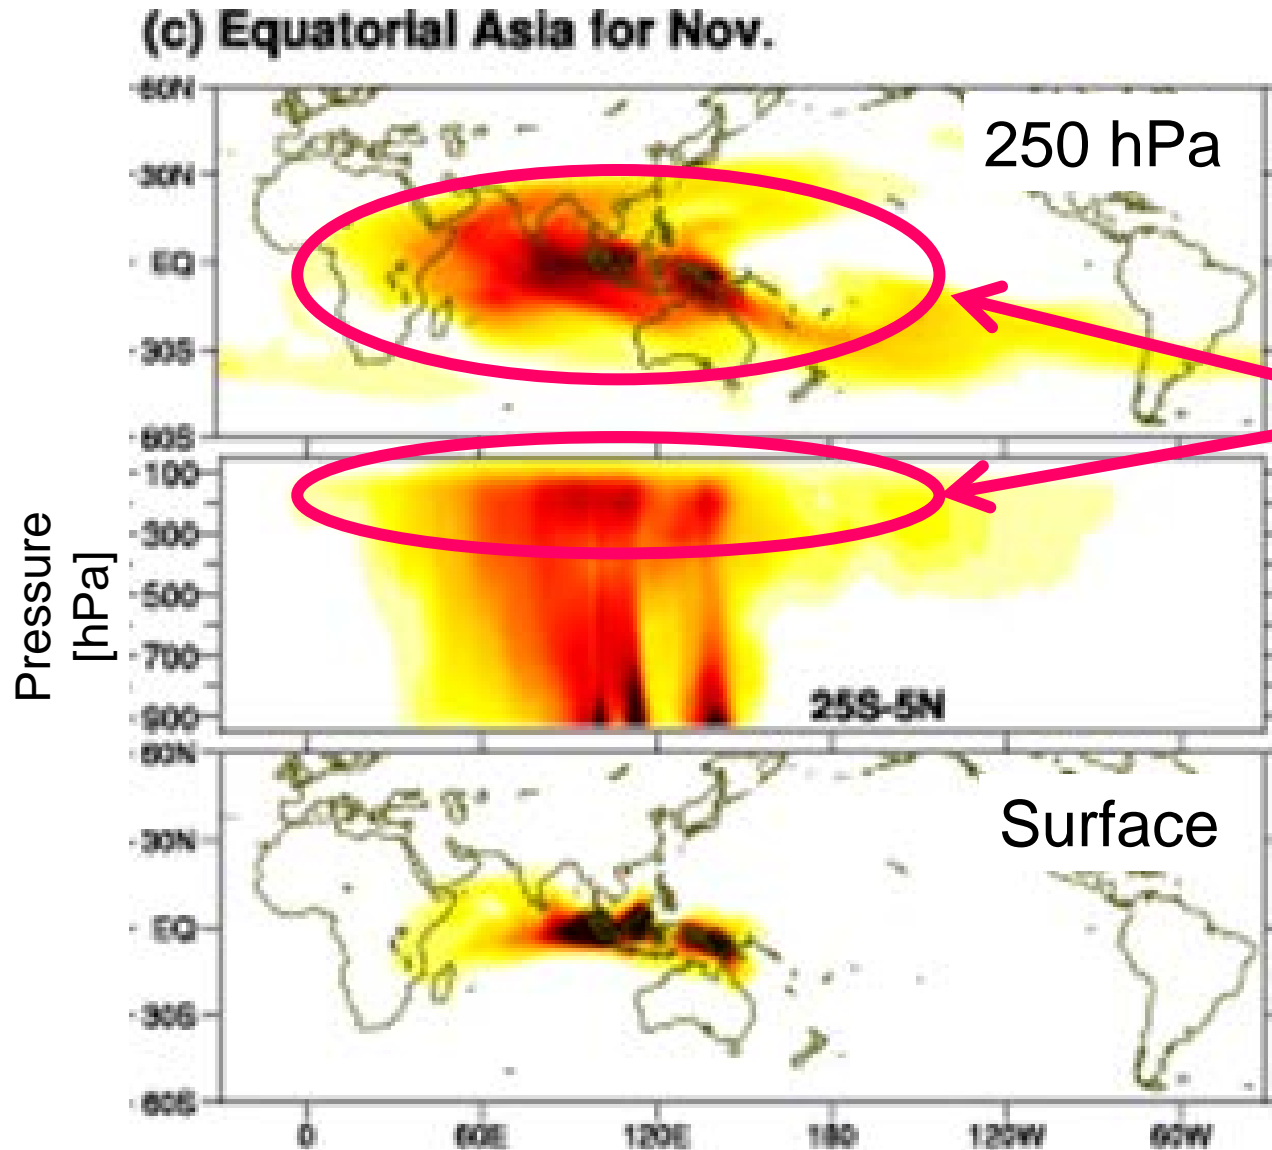 (c) Equatorial Asia for Nov.
60N
30N
EQ
30S
60S
250 hPa
Pressure
[hPa]
100
300
500
700
900
25S-5N
60N
30N
EQ
30S
60S
Surface
0
60E
120E
180
120W
60W